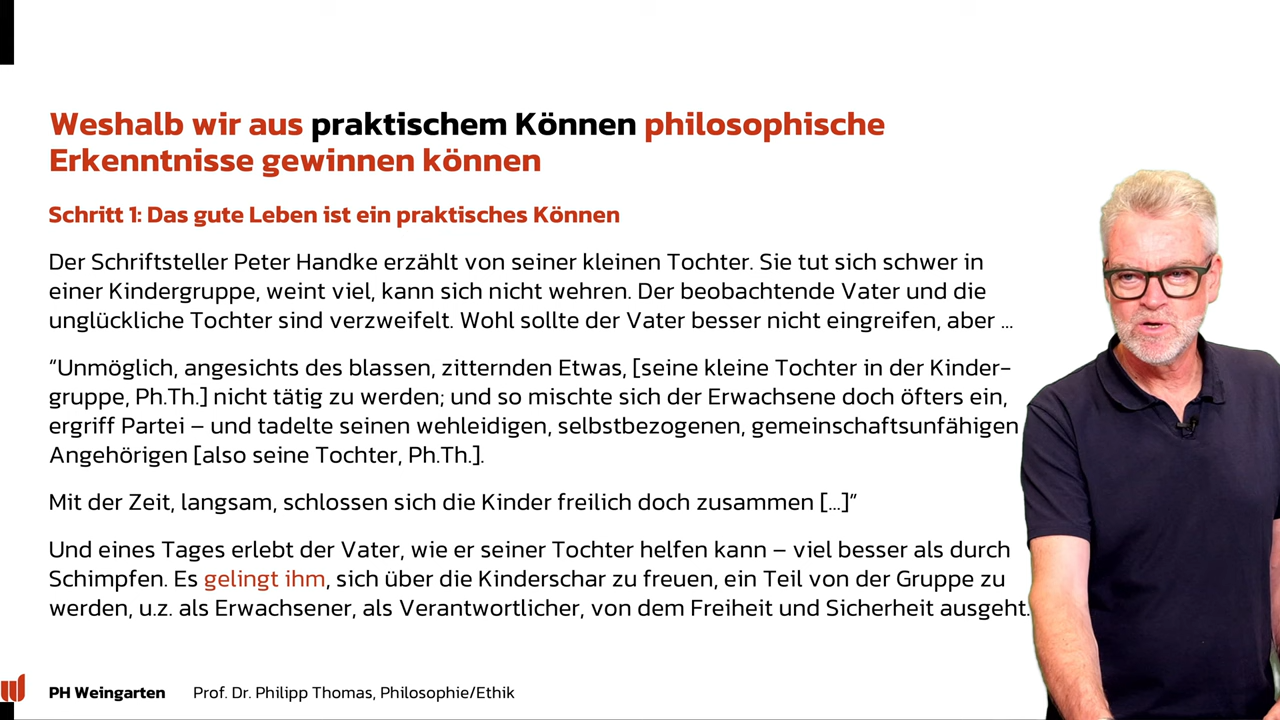 Weshalb wir aus praktischem Können philosophische
Erkenntnisse gewinnen können
Schritt 1: Das gute Leben ist ein praktisches Können
Der Schriftsteller Peter Handke erzählt von seiner kleinen Tochter. Sie tut sich schwer in
einer Kindergruppe, weint viel, kann sich nicht wehren. Der beobachtende Vater und die
unglückliche Tochter sind verzweifelt. Wohl sollte der Vater besser nicht eingreifen, aber ...
“Unmöglich, angesichts des blassen, zitternden Etwas, [seine kleine Tochter in der Kinder-
gruppe, Ph.Th.] nicht tätig zu werden; und so mischte sich der Erwachsene doch öfters ein,
ergriff Partei – und tadelte seinen wehleidigen, selbstbezogenen, gemeinschaftsunfähigen
Angehörigen [also seine Tochter, Ph.Th.].
Mit der Zeit, langsam, schlossen sich die Kinder freilich doch zusammen [...]”
Und eines Tages erlebt der Vater, wie er seiner Tochter helfen kann – viel besser als durch
Schimpfen. Es gelingt ihm, sich über die Kinderschar zu freuen, ein Teil von der Gruppe zu
werden, u.z. als Erwachsener, als Verantwortlicher, von dem Freiheit und Sicherheit ausgeht.
PH Weingarten Prof. Dr. Philipp Thomas, Philosophie/Ethik